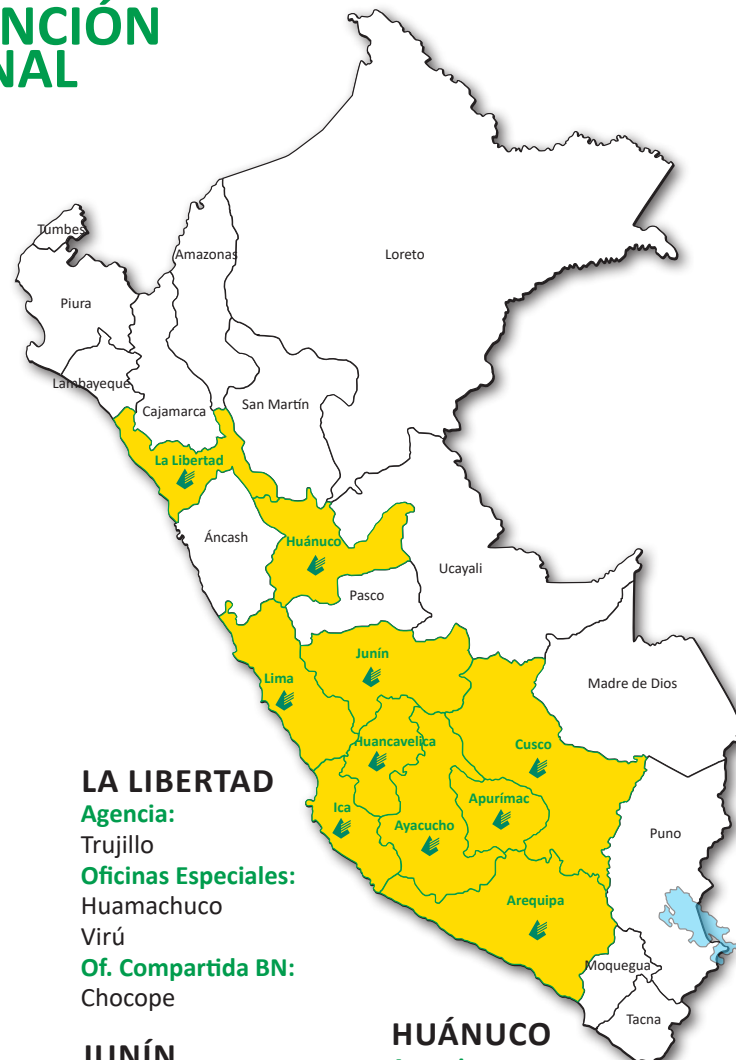 NCIÓN
NAL
Tumbes
Amazonas
Loreto
Piura
Lambayeque
Cajamarca
San Martín
La Libertad
Áncash
Huánuco
Ucayali
Pasco
Junín
Lima
Madre de Dios
Huancavelica
Cusco
Ica
Apurímac
Ayacucho
Puno
Arequipa
Moquegua
Tacna
LA LIBERTAD
Agencia:
Trujillo
Oficinas Especiales:
Huamachuco
Virú
Of. Compartida BN:
Chocope
JUNÍN
HUÁNUCO